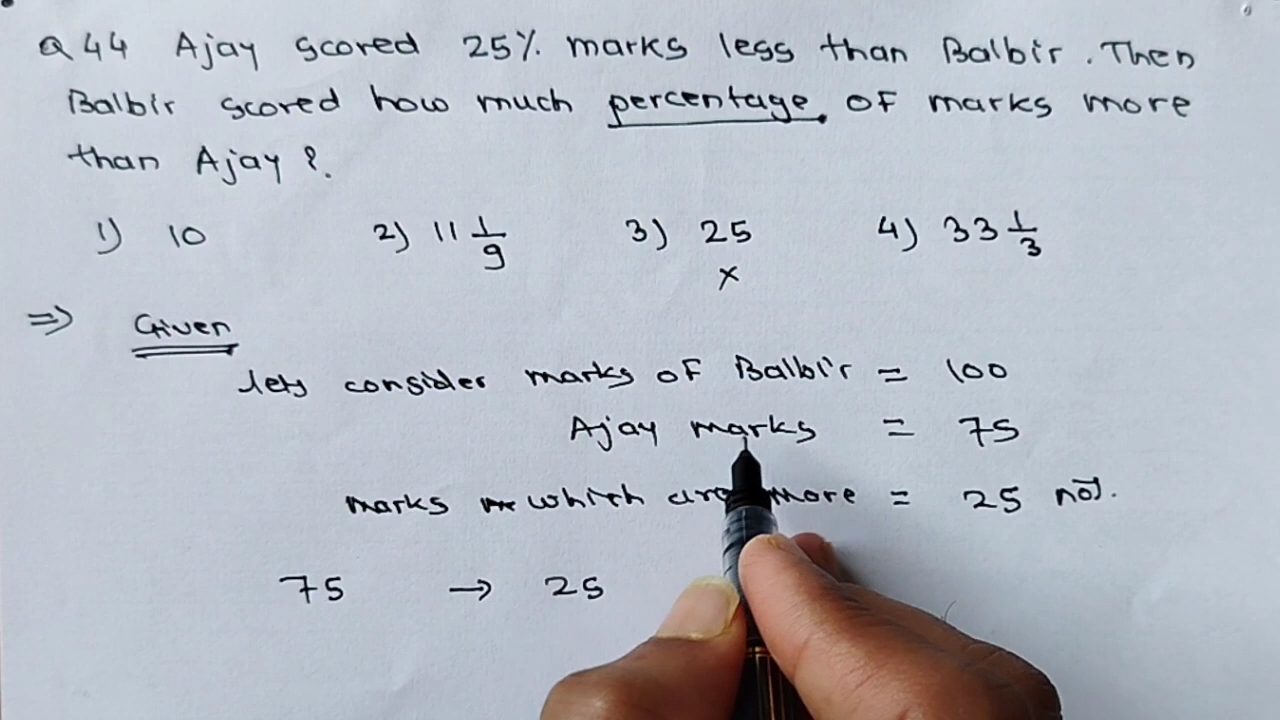 Q 44 Ajay scored 25% marks less than Balbir. Then
Balbir scored how much percentage of marks more
than Ajay?
1) 10 2) 11 1/9 3) 25 4) 33 1/3
x
⇒ Given
lets consider marks of Balbir = 100
Ajay marks = 75
marks which are more = 25 no).
75 → 25